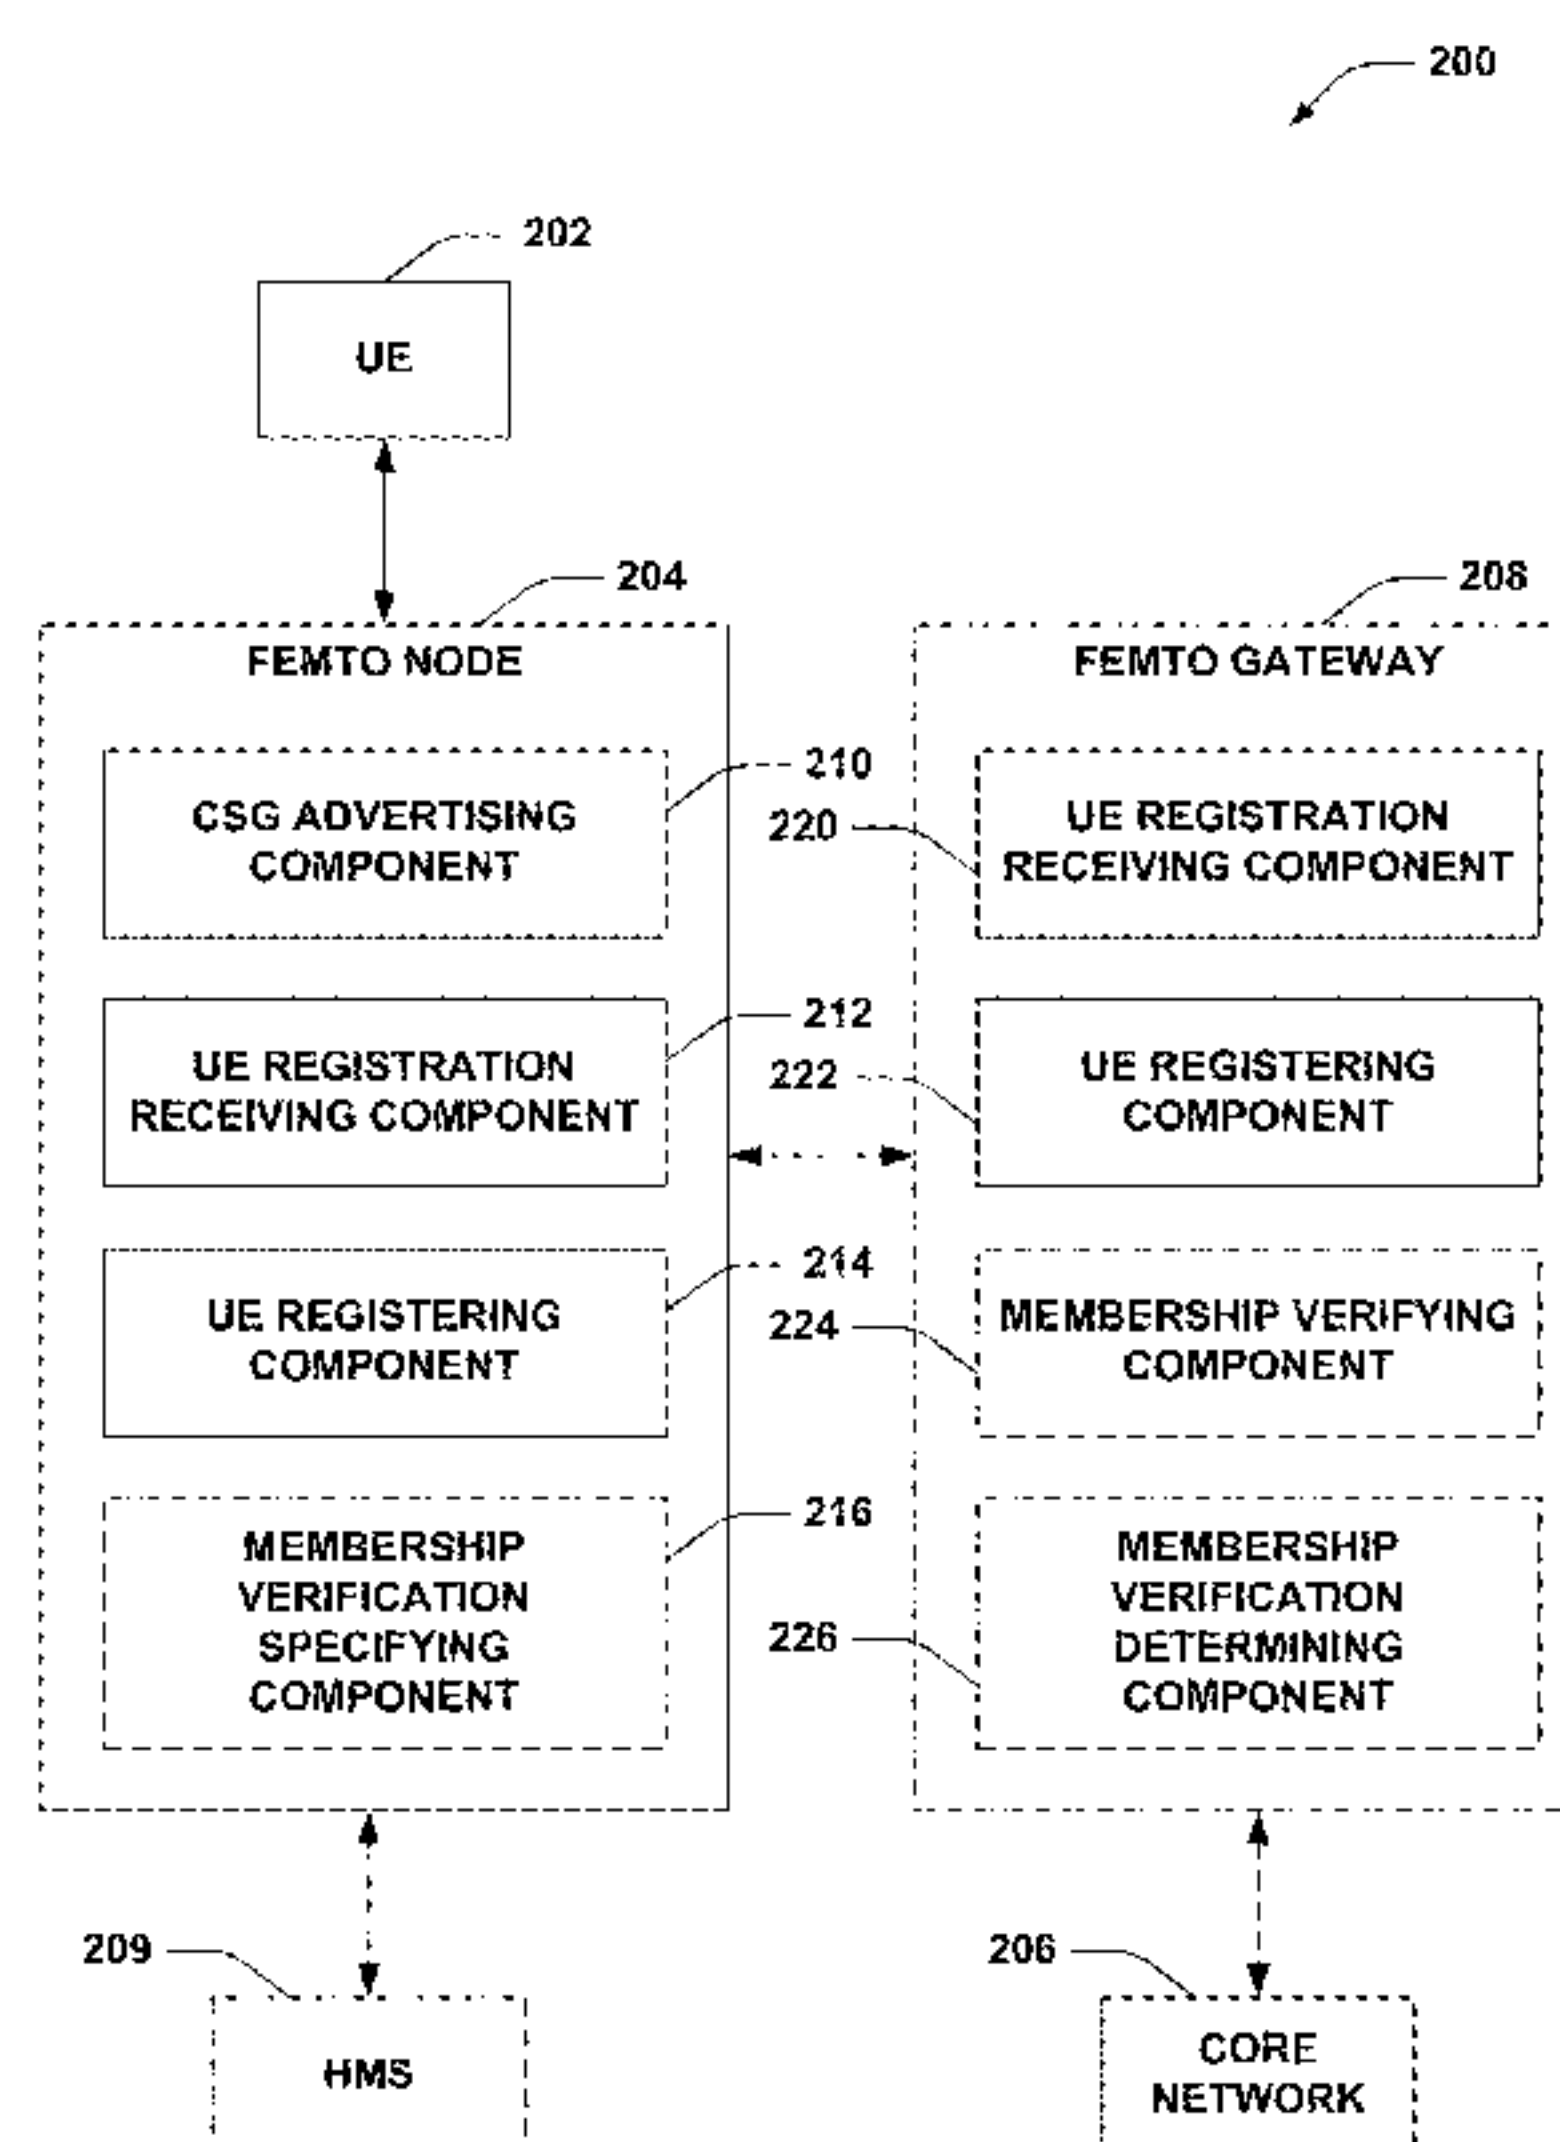 200
202
UE
204
208
FEMTO NODE
FEMTO GATEWAY
210
CSG ADVERTISING
COMPONENT
220
UE REGISTRATION
RECEIVING COMPONENT
212
UE REGISTRATION
RECEIVING COMPONENT
222
UE REGISTERING
COMPONENT
214
UE REGISTERING
COMPONENT
224
MEMBERSHIP VERIFYING
COMPONENT
216
MEMBERSHIP
VERIFICATION
SPECIFYING
COMPONENT
226
MEMBERSHIP
VERIFICATION
DETERMINING
COMPONENT
209
HMS
206
CORE
NETWORK